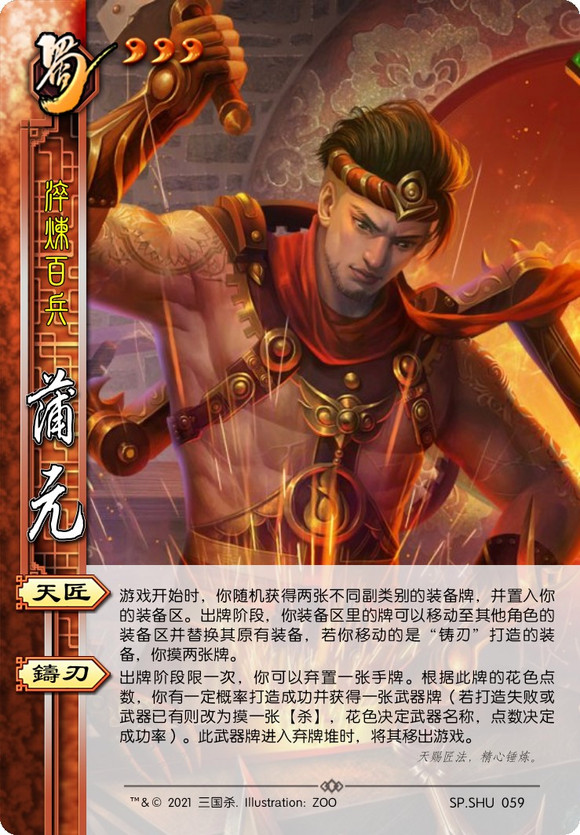 蜀
淬煉百兵
蒲元
天匠
游戏开始时，你随机获得两张不同副类别的装备牌，并置入你
的装备区。出牌阶段，你装备区里的牌可以移动至其他角色的
装备区并替换其原有装备，若你移动的是“铸刃”打造的装
备，你摸两张牌。
鑄刃
出牌阶段限一次，你可以弃置一张手牌。根据此牌的花色点
数，你有一定概率打造成功并获得一张武器牌（若打造失败或
武器已有则改为摸一张【杀】，花色决定武器名称，点数决定
成功率）。此武器牌进入弃牌堆时，将其移出游戏。
天赐匠法，精心锤炼。
™&© 2021 三国杀. Illustration: ZOO
SP.SHU 059